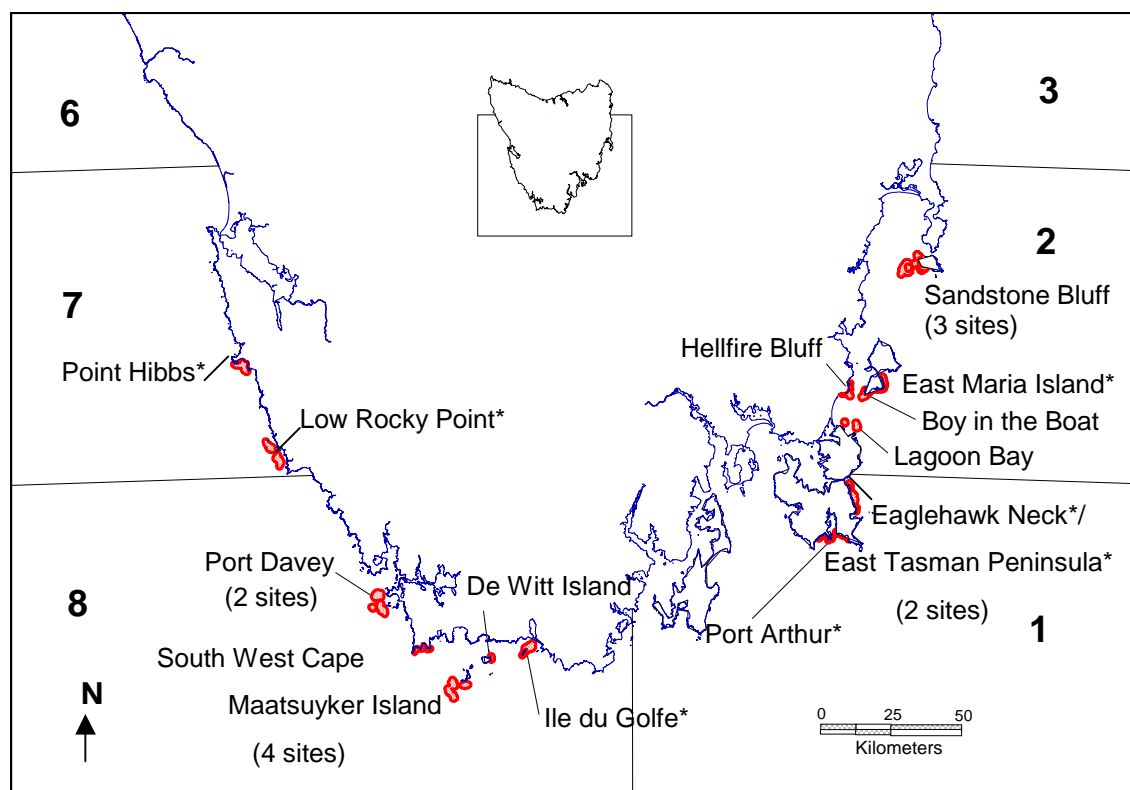 6
3
2
7
Sandstone Bluff
(3 sites)
Hellfire Bluff
Point Hibbs*
East Maria Island*
Boy in the Boat
Low Rocky Point*
Lagoon Bay
Eaglehawk Neck*/
East Tasman Peninsula*
(2 sites)
Port Davey
(2 sites)
De Witt Island
8
1
Port Arthur*
South West Cape
Maatsuyker Island
(4 sites)
Ile du Golfe*
N
0 25 50
Kilometers